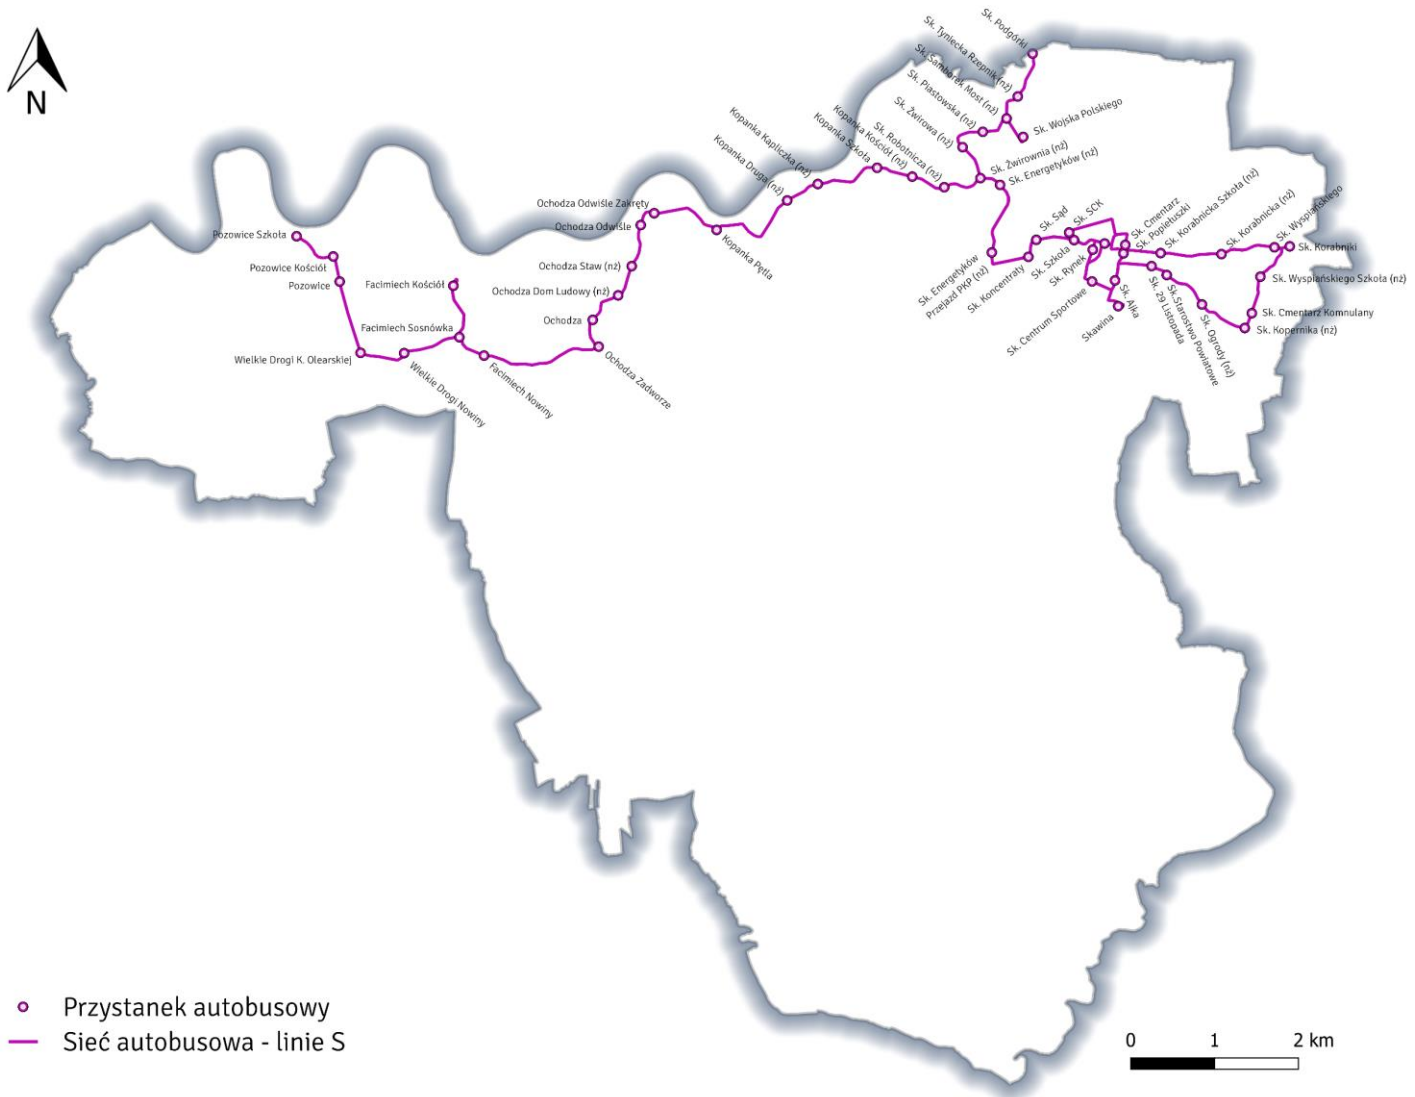 N
Sk. Podgórki
Sk. Tyniecka Rzepnik (nż)
Sk. Samborek Most (nż)
Sk. Piastowska (nż)
Sk. Wojska Polskiego
Sk. Żwirowa (nż)
Sk. Żwirownia (nż)
Sk. Energetyków (nż)
Sk. Robotnicza (nż)
Kopanka Kościół (nż)
Kopanka Szkoła
Kopanka Kapliczka (nż)
Kopanka Druga (nż)
Kopanka Pętla
Ochodza Odwiśle Zakręty
Ochodza Odwiśle
Ochodza Staw (nż)
Ochodza Dom Ludowy (nż)
Ochodza
Ochodza Zadworze
Pozowice Szkoła
Pozowice Kościół
Pozowice
Facimiech Kościół
Facimiech Sosnówka
Facimiech Nowiny
Wielkie Drogi K. Olearskiej
Wielkie Drogi Nowiny
Sk. Energetyków
Przejazd PKP (nż)
Sk. Koncentraty
Sk. Sąd
Sk. SCK
Sk. Szkoła
Sk. Rynek
Sk. Centrum Sportowe
Skawina
Sk. Ajka
Sk. Cmentarz
Sk. Popiełuszki
Sk. Korabnicka Szkoła (nż)
Sk. Korabnicka (nż)
Sk. Wyspiańskiego
Sk. Korabniki
Sk. Wyspiańskiego Szkoła (nż)
Sk. Cmentarz Komnulany
Sk. Kopernika (nż)
Sk. Ogrody (nż)
Sk. Starostwo Powiatowe
Sk. 29 Listopada
Przystanek autobusowy
Sieć autobusowa - linie S
0 1 2 km